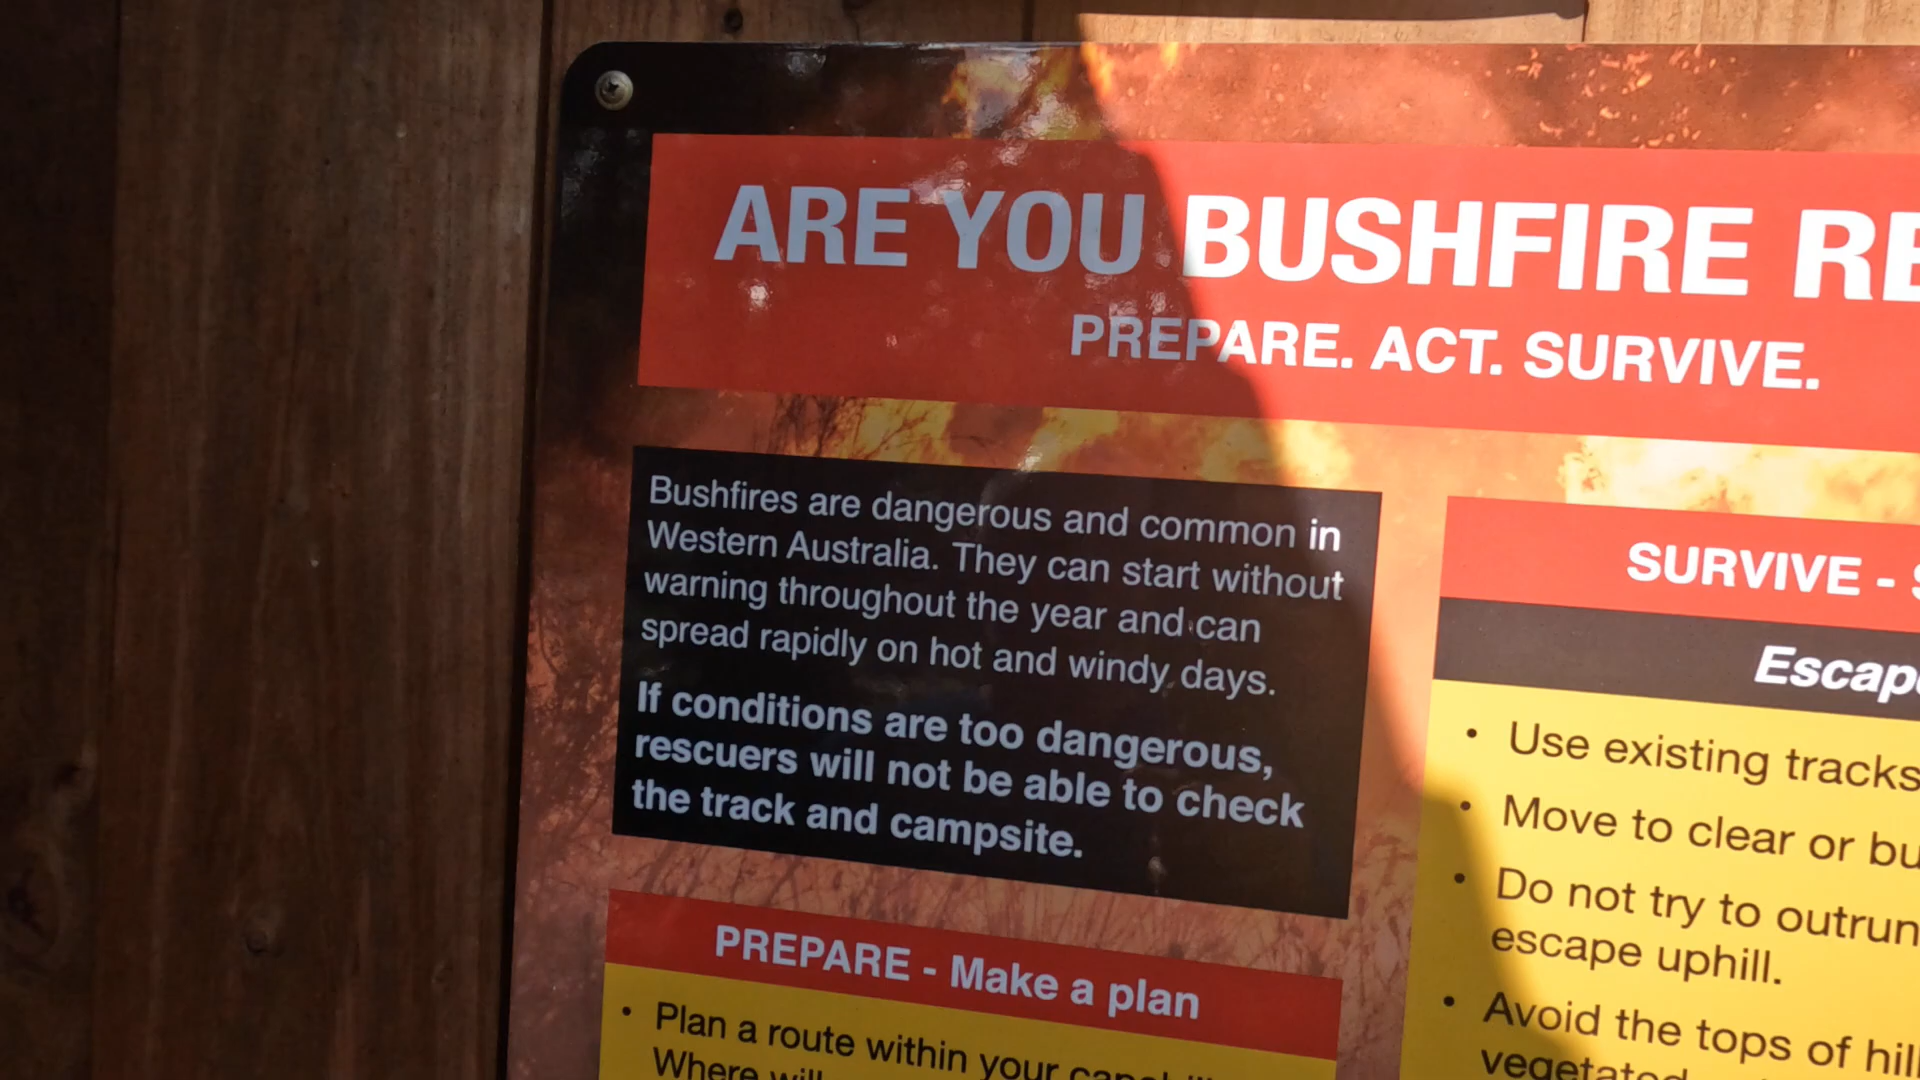 ARE YOU BUSHFIRE RE
PREPARE. ACT. SURVIVE.
Bushfires are dangerous and common in
Western Australia. They can start without
warning throughout the year and can
spread rapidly on hot and windy days.
If conditions are too dangerous,
rescuers will not be able to check
the track and campsite.
PREPARE - Make a plan
• Plan a route within your
Where will
SURVIVE -
Escape
• Use existing tracks
• Move to clear or bu
• Do not try to outrun
escape uphill.
• Avoid the tops of hill
vegetated